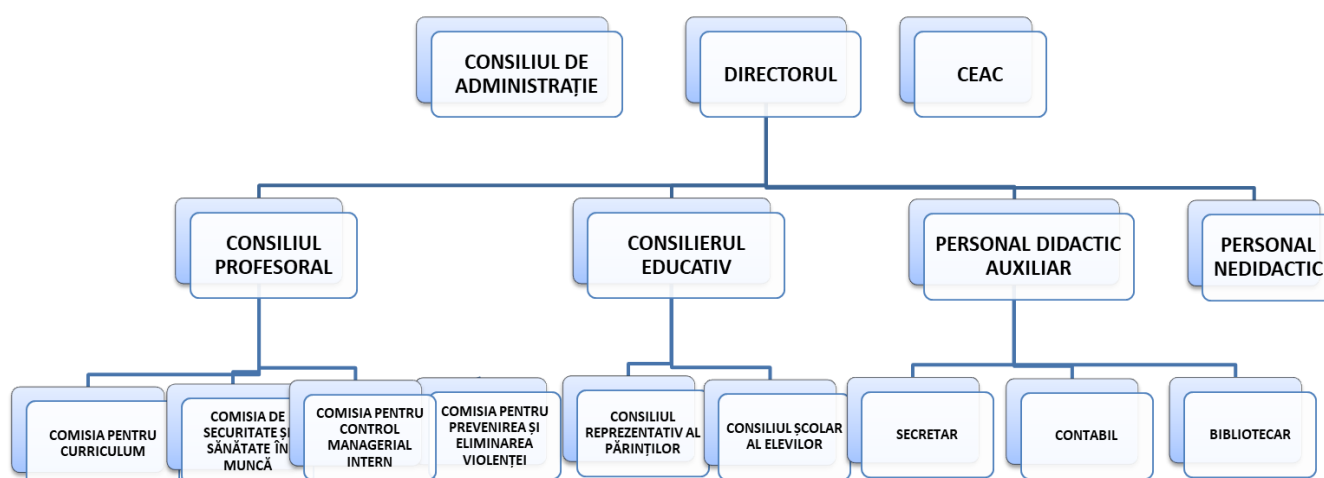 CONSILIUL DE
ADMINISTRAȚIE
DIRECTORUL
CEAC
CONSILIUL
PROFESORAL
CONSILIERUL
EDUCATIV
PERSONAL DIDACTIC
AUXILIAR
PERSONAL
NEDIDACTIC
COMISIA PENTRU
CURRICULUM
COMISIA DE
SECURITATE ȘI
SĂNĂTATE ÎN
MUNCĂ
COMISIA PENTRU
CONTROL
MANAGERIAL
INTERN
COMISIA PENTRU
PREVENIREA ȘI
ELIMINAREA
VIOLENȚEI
CONSILIUL
REPREZENTATIV AL
PĂRINȚILOR
CONSILIUL ȘCOLAR
AL ELEVILOR
SECRETAR
CONTABIL
BIBLIOTECAR